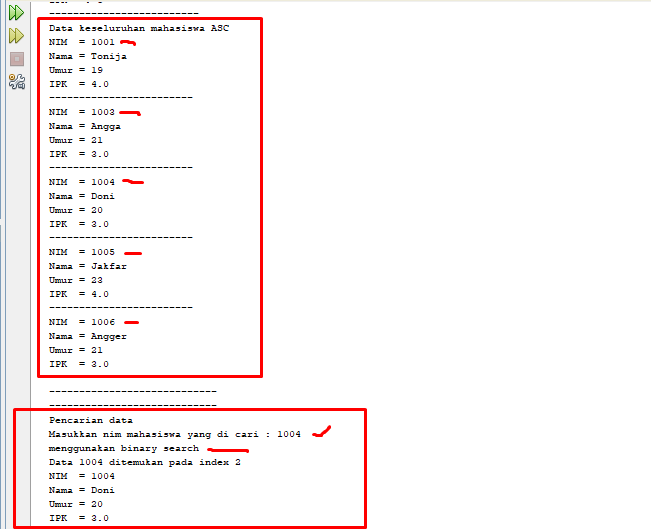 -------------------------
Data keseluruhan mahasiswa ASC
NIM  = 1001
Nama = Tonija
Umur = 19
IPK  = 4.0
------------------------
NIM  = 1003
Nama = Angga
Umur = 21
IPK  = 3.0
------------------------
NIM  = 1004
Nama = Doni
Umur = 20
IPK  = 3.0
------------------------
NIM  = 1005
Nama = Jakfar
Umur = 23
IPK  = 4.0
------------------------
NIM  = 1006
Nama = Angger
Umur = 21
IPK  = 3.0
----------------------------
----------------------------
Pencarian data
Masukkan nim mahasiswa yang di cari : 1004
menggunakan binary search
Data 1004 ditemukan pada index 2
NIM  = 1004
Nama = Doni
Umur = 20
IPK  = 3.0